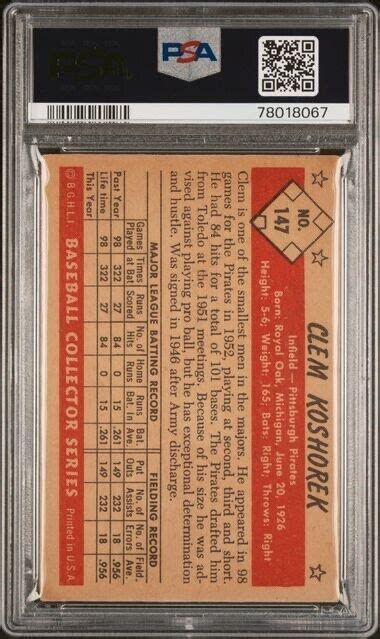 PSA
PSA
78018067
NO.
147
CLEM KOSHOREK
Infield — Pittsburgh Pirates
Born: Royal Oak, Michigan, June 20, 1926
Height: 5-6; Weight: 165; Bats: Right; Throws: Right
Clem is one of the smallest men in the majors. He appeared in 98
games for the Pirates in 1952, playing at second, third and short.
He had 84 hits for a total of 101 bases. The Pirates drafted him
from Toledo at the 1951 meetings. Because of his size he was ad-
vised against playing pro ball, but he has exceptional determination
and hustle. Was signed in 1046 after Army discharge.
MAJOR LEAGUE BATTING RECORD FIELDING RECORD
Games Times Runs No. of Home Runs Bat. Put No. of No. of Field.
Played at Bat Scored Hits Runs Bat. In Ave. Outs Assists Errors Ave.
Past Year 98 322 27 84 0 15 .261 149 232 18 .956
Life time 98 322 27 84 0 15 .261 149 232 18 .956
This Year
© B.G.H.L.I. BASEBALL COLLECTOR SERIES Printed in U.S.A.